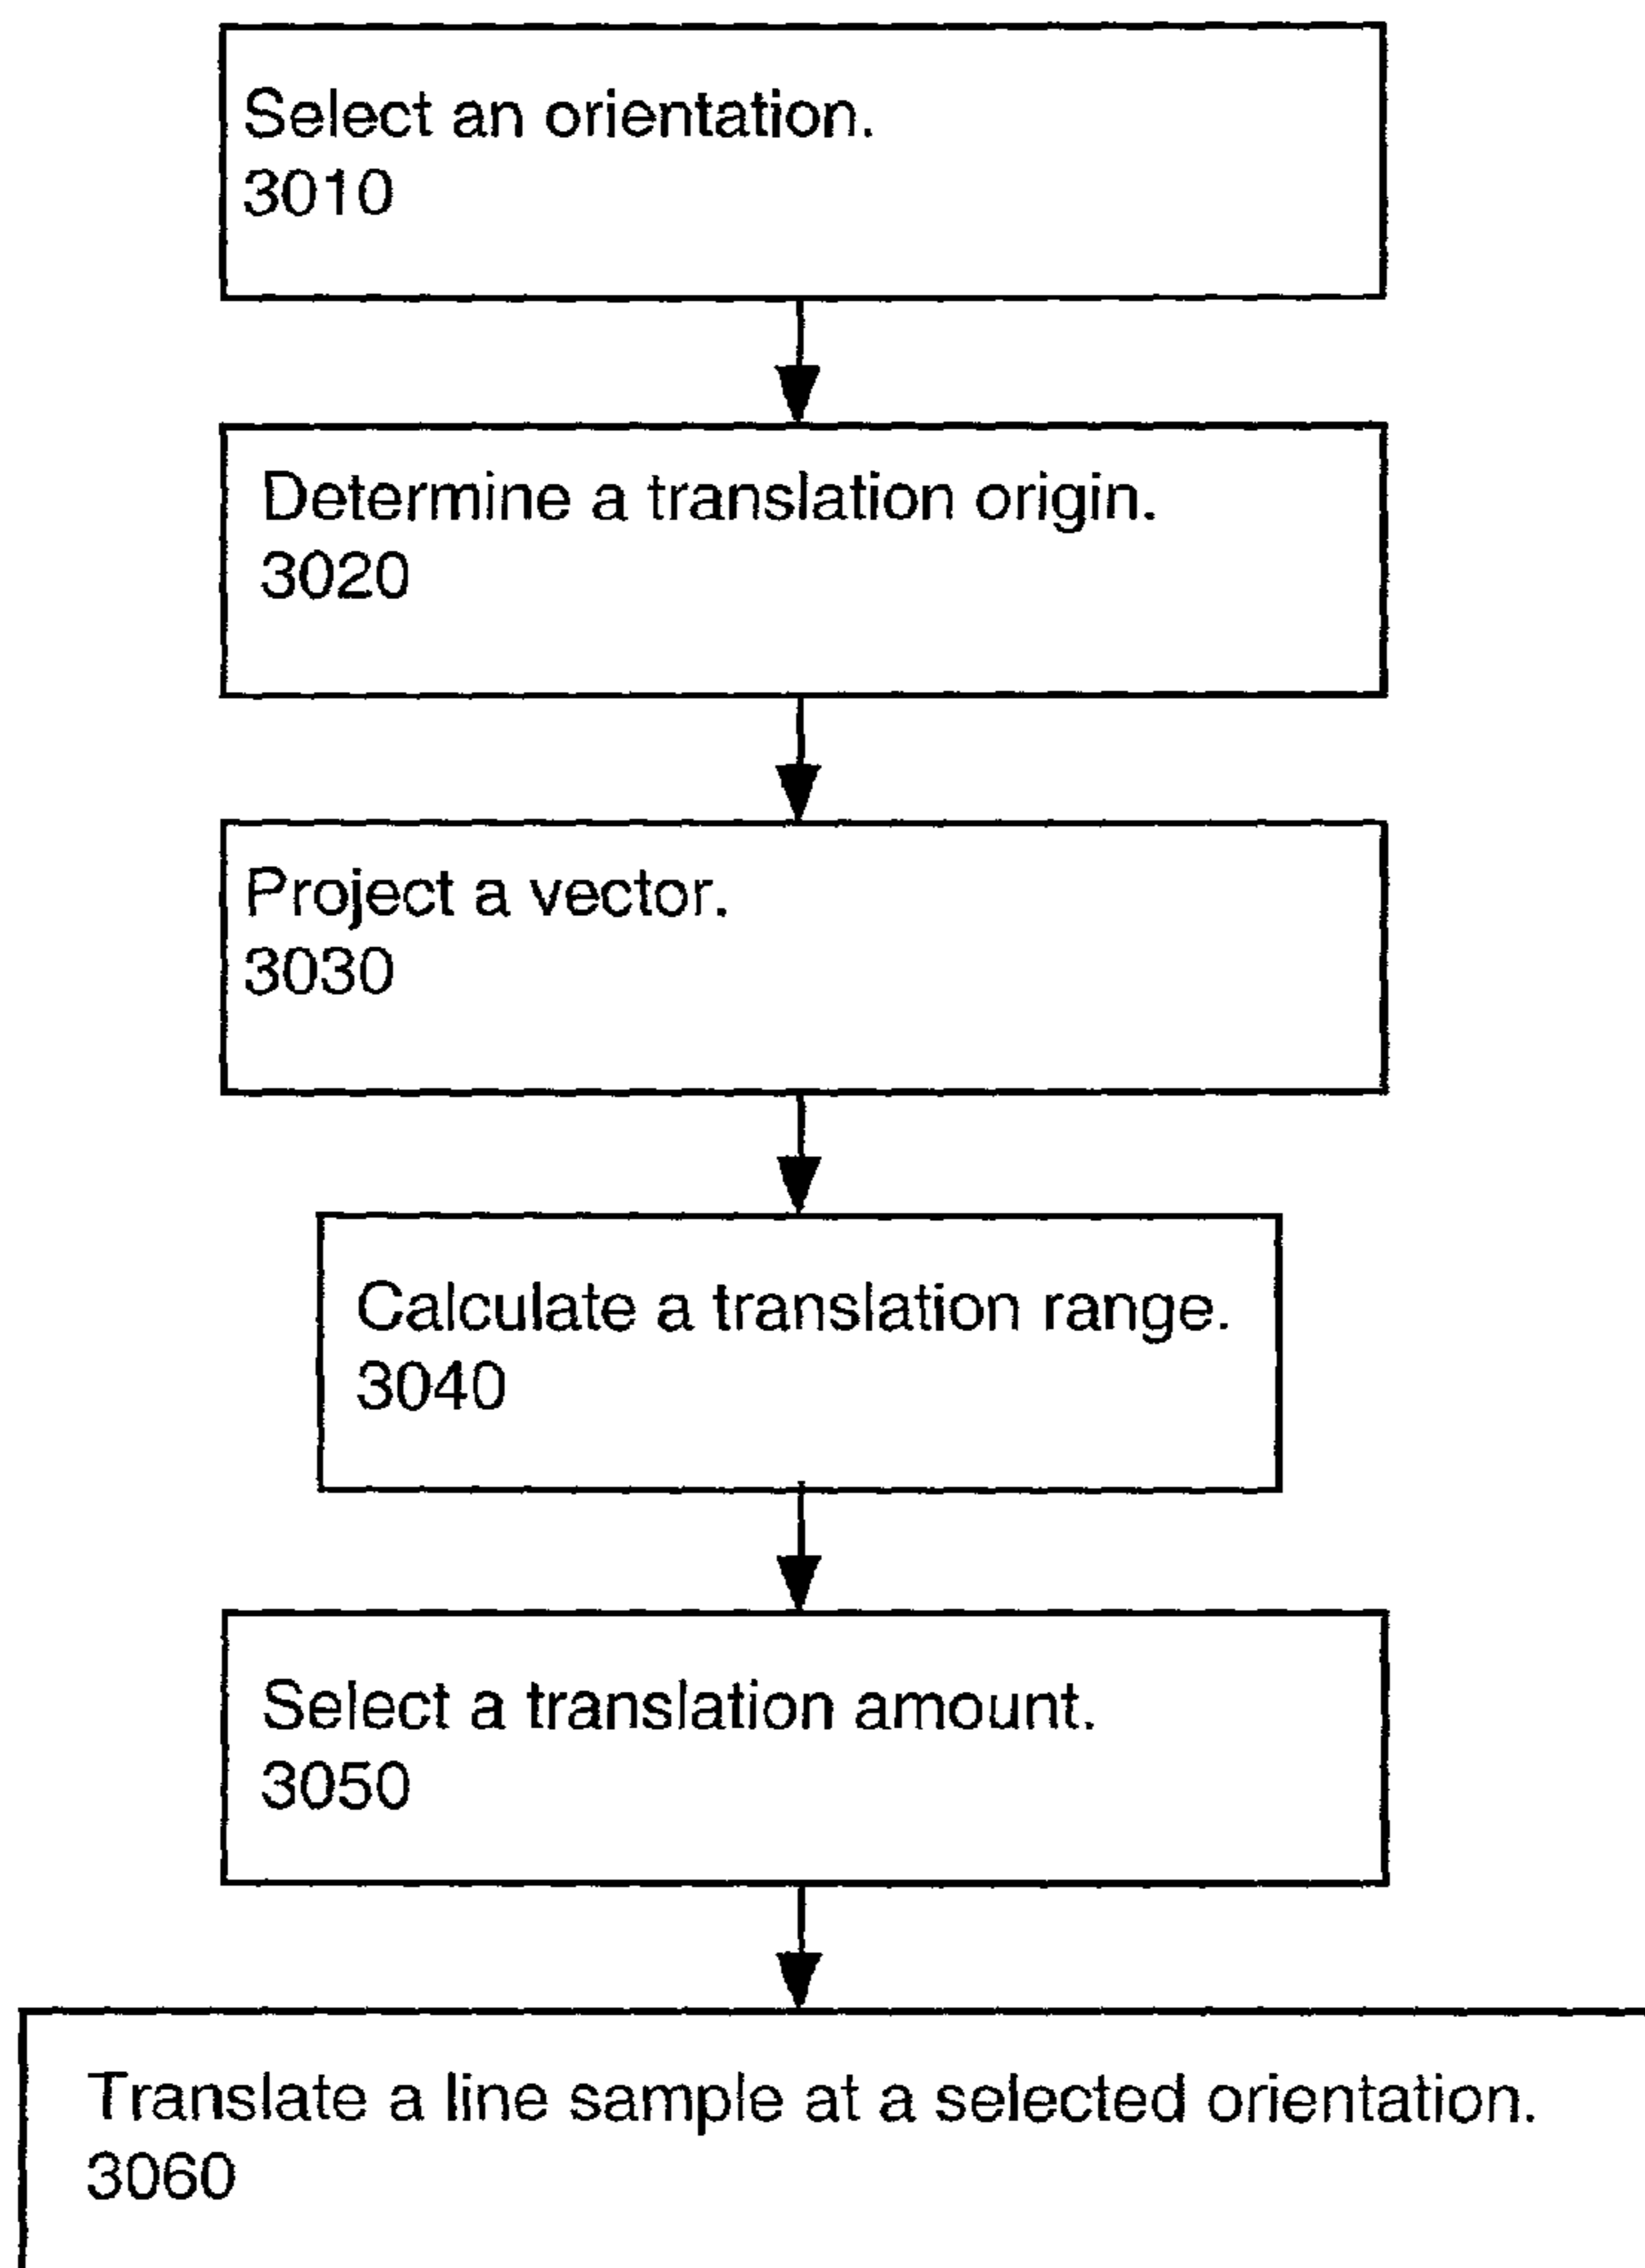 Select an orientation.
3010
Determine a translation origin.
3020
Project a vector.
3030
Calculate a translation range.
3040
Select a translation amount.
3050
Translate a line sample at a selected orientation.
3060